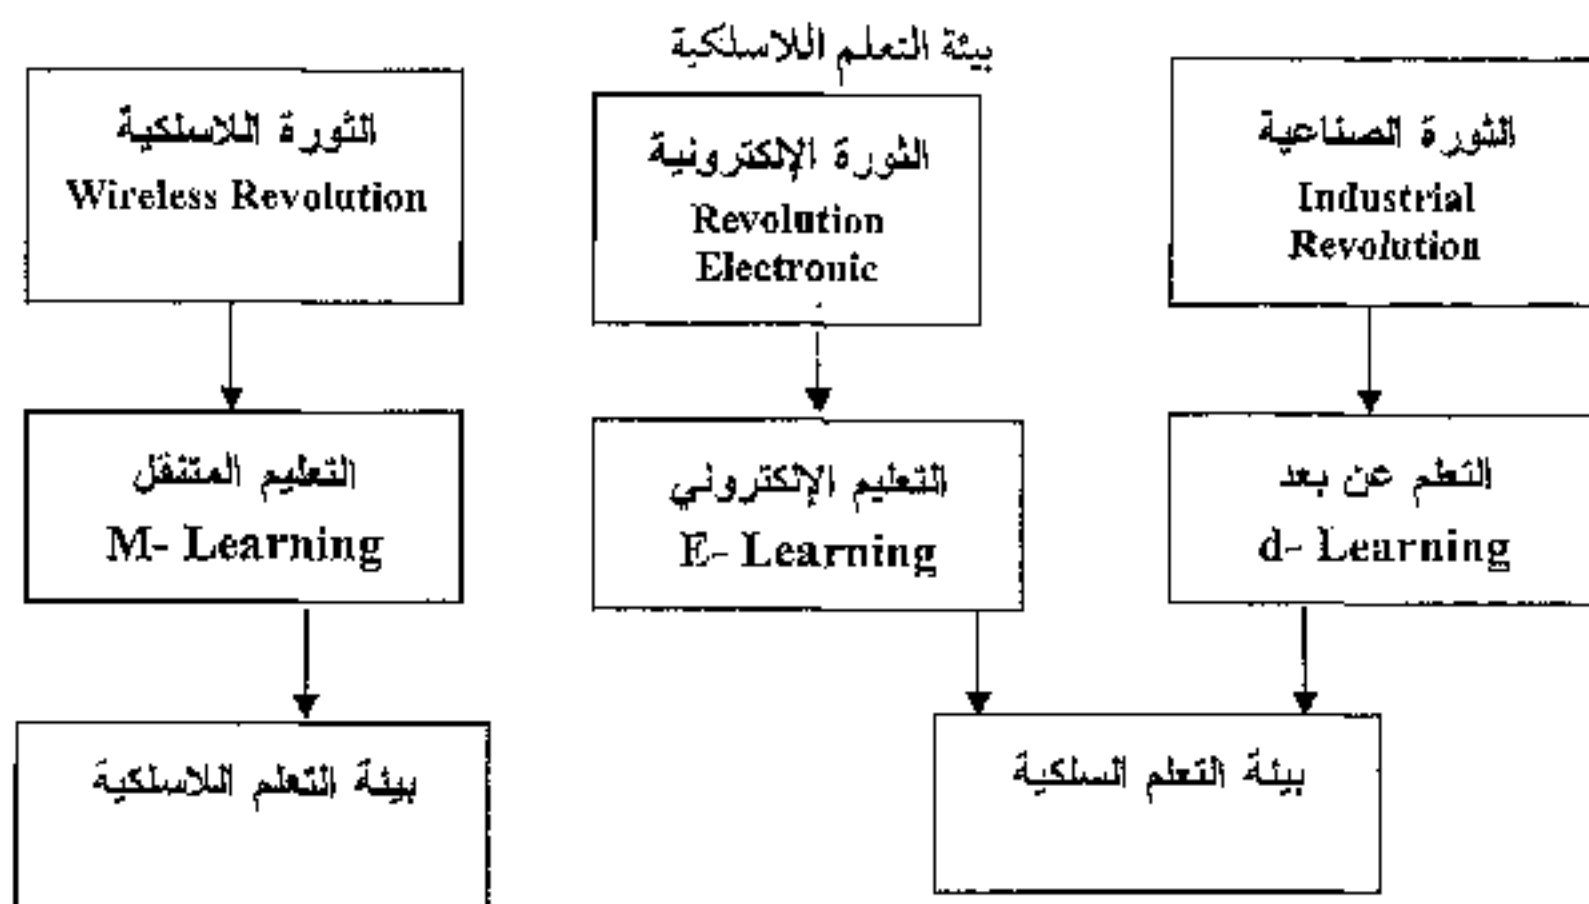 بيئة التعلم اللاسلكية
الثورة الصناعية
Industrial
Revolution
الثورة الإلكترونية
Revolution
Electronic
الثورة اللاسلكية
Wireless Revolution
التعلم عن بعد
d- Learning
التعليم الإلكتروني
E- Learning
التعليم المتنقل
M- Learning
بيئة التعلم السلكية
بيئة التعلم اللاسلكية